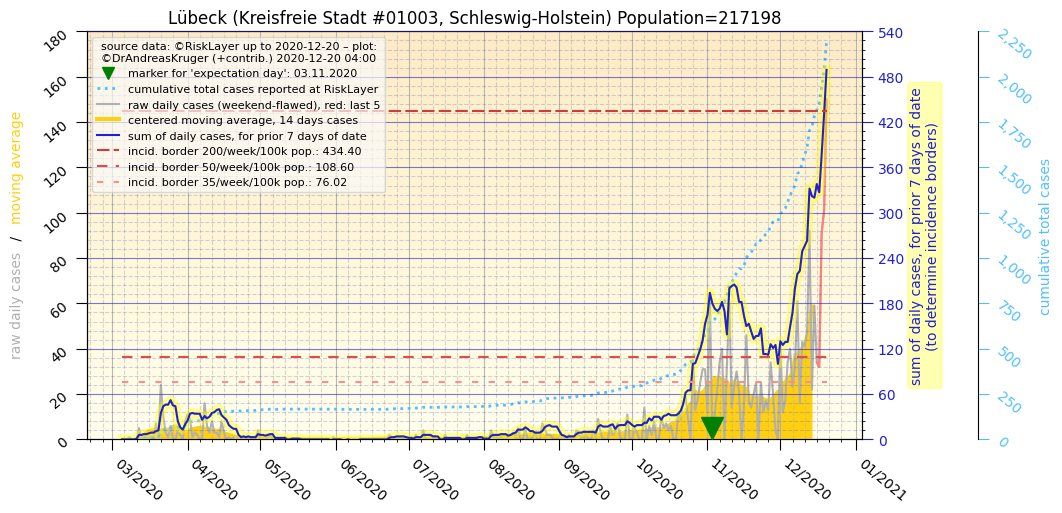 Lübeck (Kreisfreie Stadt #01003, Schleswig-Holstein) Population=217198
source data: ©RiskLayer up to 2020-12-20 – plot:
©DrAndreasKruger (+contrib.) 2020-12-20 04:00
marker for 'expectation day': 03.11.2020
cumulative total cases reported at RiskLayer
raw daily cases (weekend-flawed), red: last 5
centered moving average, 14 days cases
sum of daily cases, for prior 7 days of date
incid. border 200/week/100k pop.: 434.40
incid. border 50/week/100k pop.: 108.60
incid. border 35/week/100k pop.: 76.02
raw daily cases / moving average
180
160
140
120
100
80
60
40
20
0
03/2020
04/2020
05/2020
06/2020
07/2020
08/2020
09/2020
10/2020
11/2020
12/2020
01/2021
540
480
420
360
300
240
180
120
60
0
sum of daily cases, for prior 7 days of date
(to determine incidence borders)
2,250
2,000
1,750
1,500
1,250
1,000
750
500
250
0
cumulative total cases